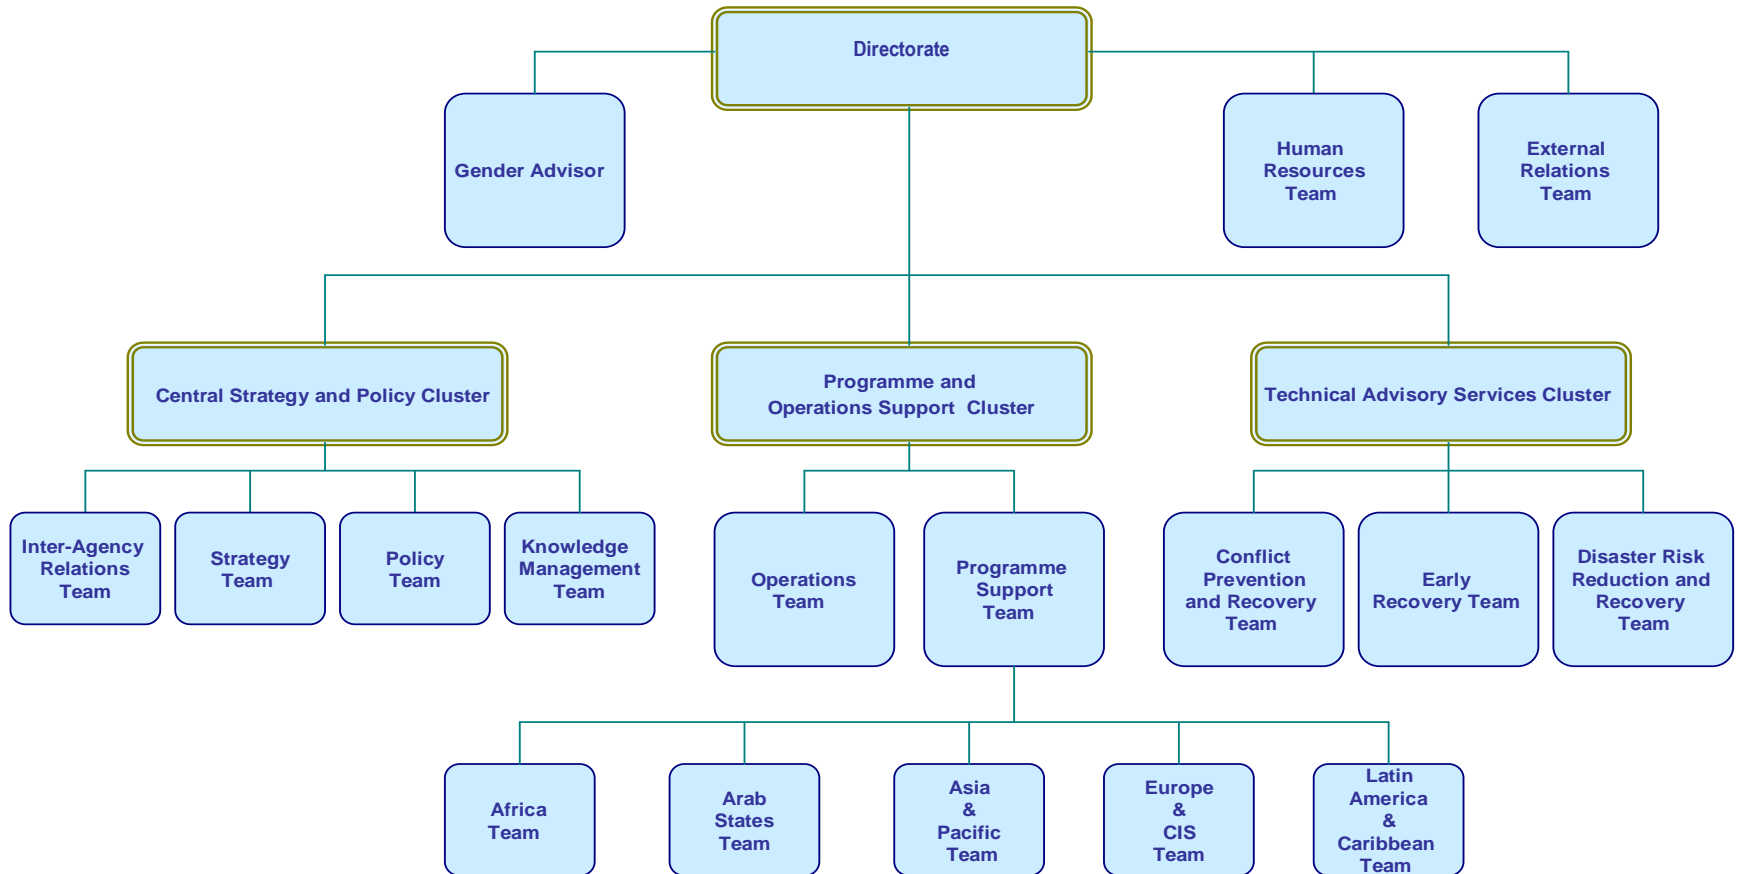 Directorate
Gender Advisor
Human
Resources
Team
External
Relations
Team
Central Strategy and Policy Cluster
Programme and
Operations Support Cluster
Technical Advisory Services Cluster
Inter-Agency
Relations
Team
Strategy
Team
Policy
Team
Knowledge
Management
Team
Operations
Team
Programme
Support
Team
Conflict
Prevention
and Recovery
Team
Early
Recovery Team
Disaster Risk
Reduction and
Recovery
Team
Africa
Team
Arab
States
Team
Asia
&
Pacific
Team
Europe
&
CIS
Team
Latin
America
&
Caribbean
Team